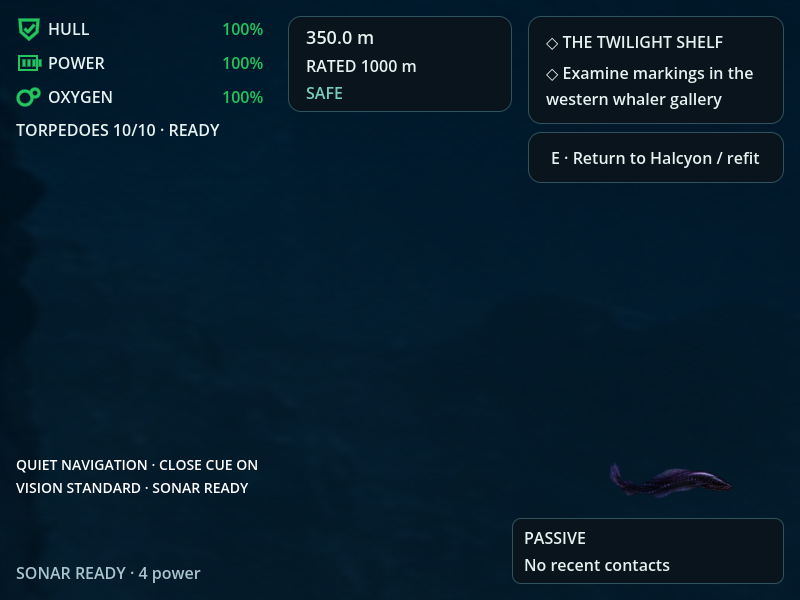 HULL 100%
POWER 100%
OXYGEN 100%
TORPEDOES 10/10 · READY
350.0 m
RATED 1000 m
SAFE
◇ THE TWILIGHT SHELF
◇ Examine markings in the
western whaler gallery
E · Return to Halcyon / refit
QUIET NAVIGATION · CLOSE CUE ON
VISION STANDARD · SONAR READY
SONAR READY · 4 power
PASSIVE
No recent contacts